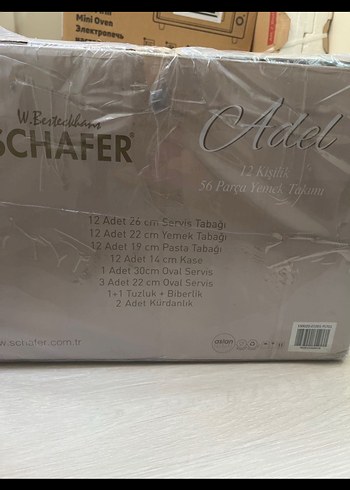 Mini Oven
Электропечь
W.Besteckhans
SCHAFER
Adel
12 Kişilik
56 Parça Yemek Takımı
12 Adet 26 cm Servis Tabağı
12 Adet 22 cm Yemek Tabağı
12 Adet 19 cm Pasta Tabağı
12 Adet 14 cm Kase
1 Adet 30cm Oval Servis
3 Adet 22 cm Oval Servis
1+1 Tuzluk + Biberlik
2 Adet Kürdanlık
www.schafer.com.tr